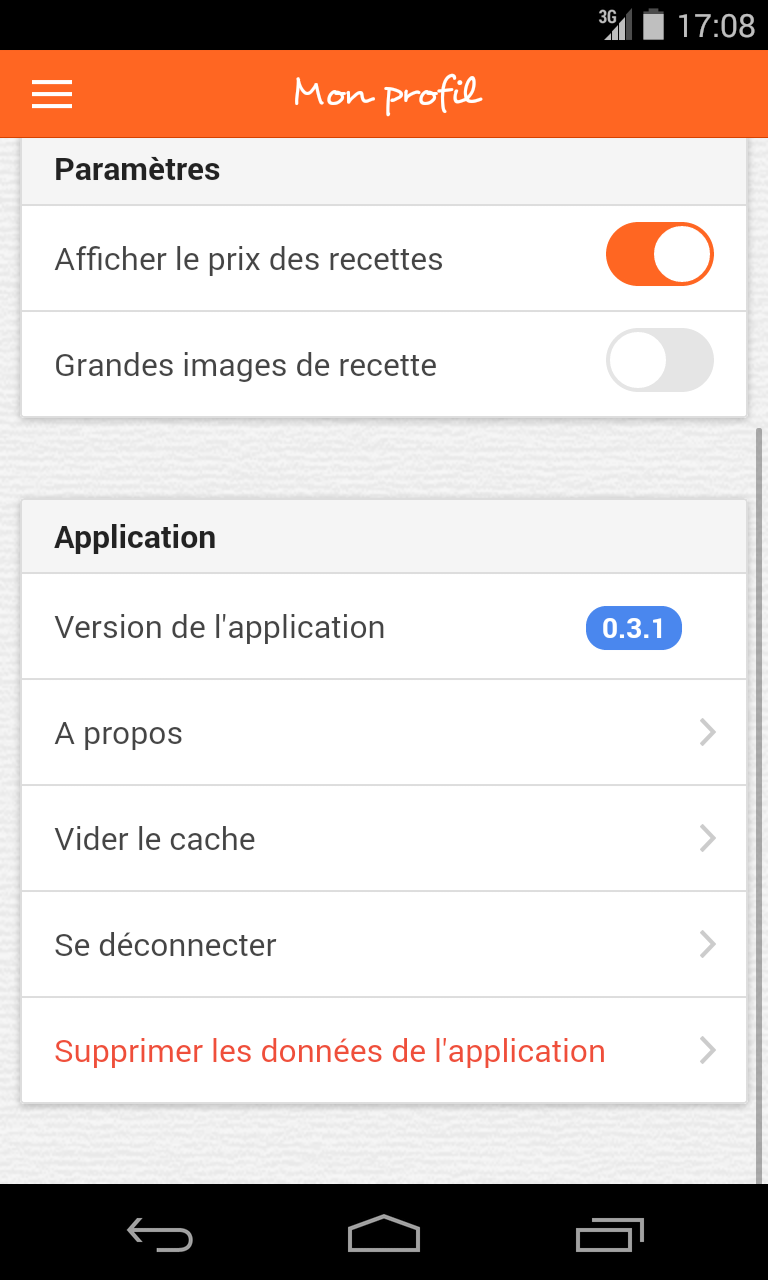 3G 17:08
Mon profil
Paramètres
Afficher le prix des recettes
Grandes images de recette
Application
Version de l'application 0.3.1
A propos
Vider le cache
Se déconnecter
Supprimer les données de l'application